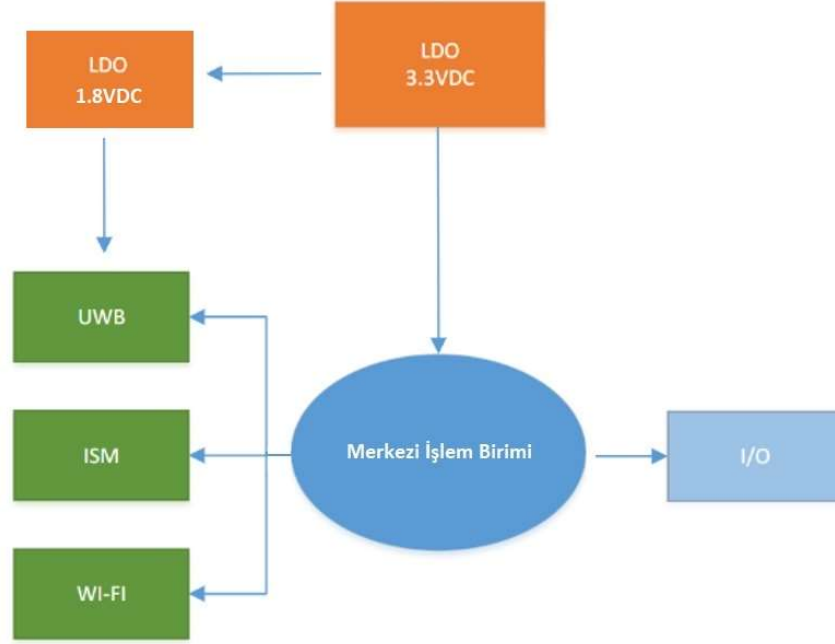 LDO
1.8VDC
LDO
3.3VDC
UWB
ISM
Merkezi İşlem Birimi
I/O
WI-FI